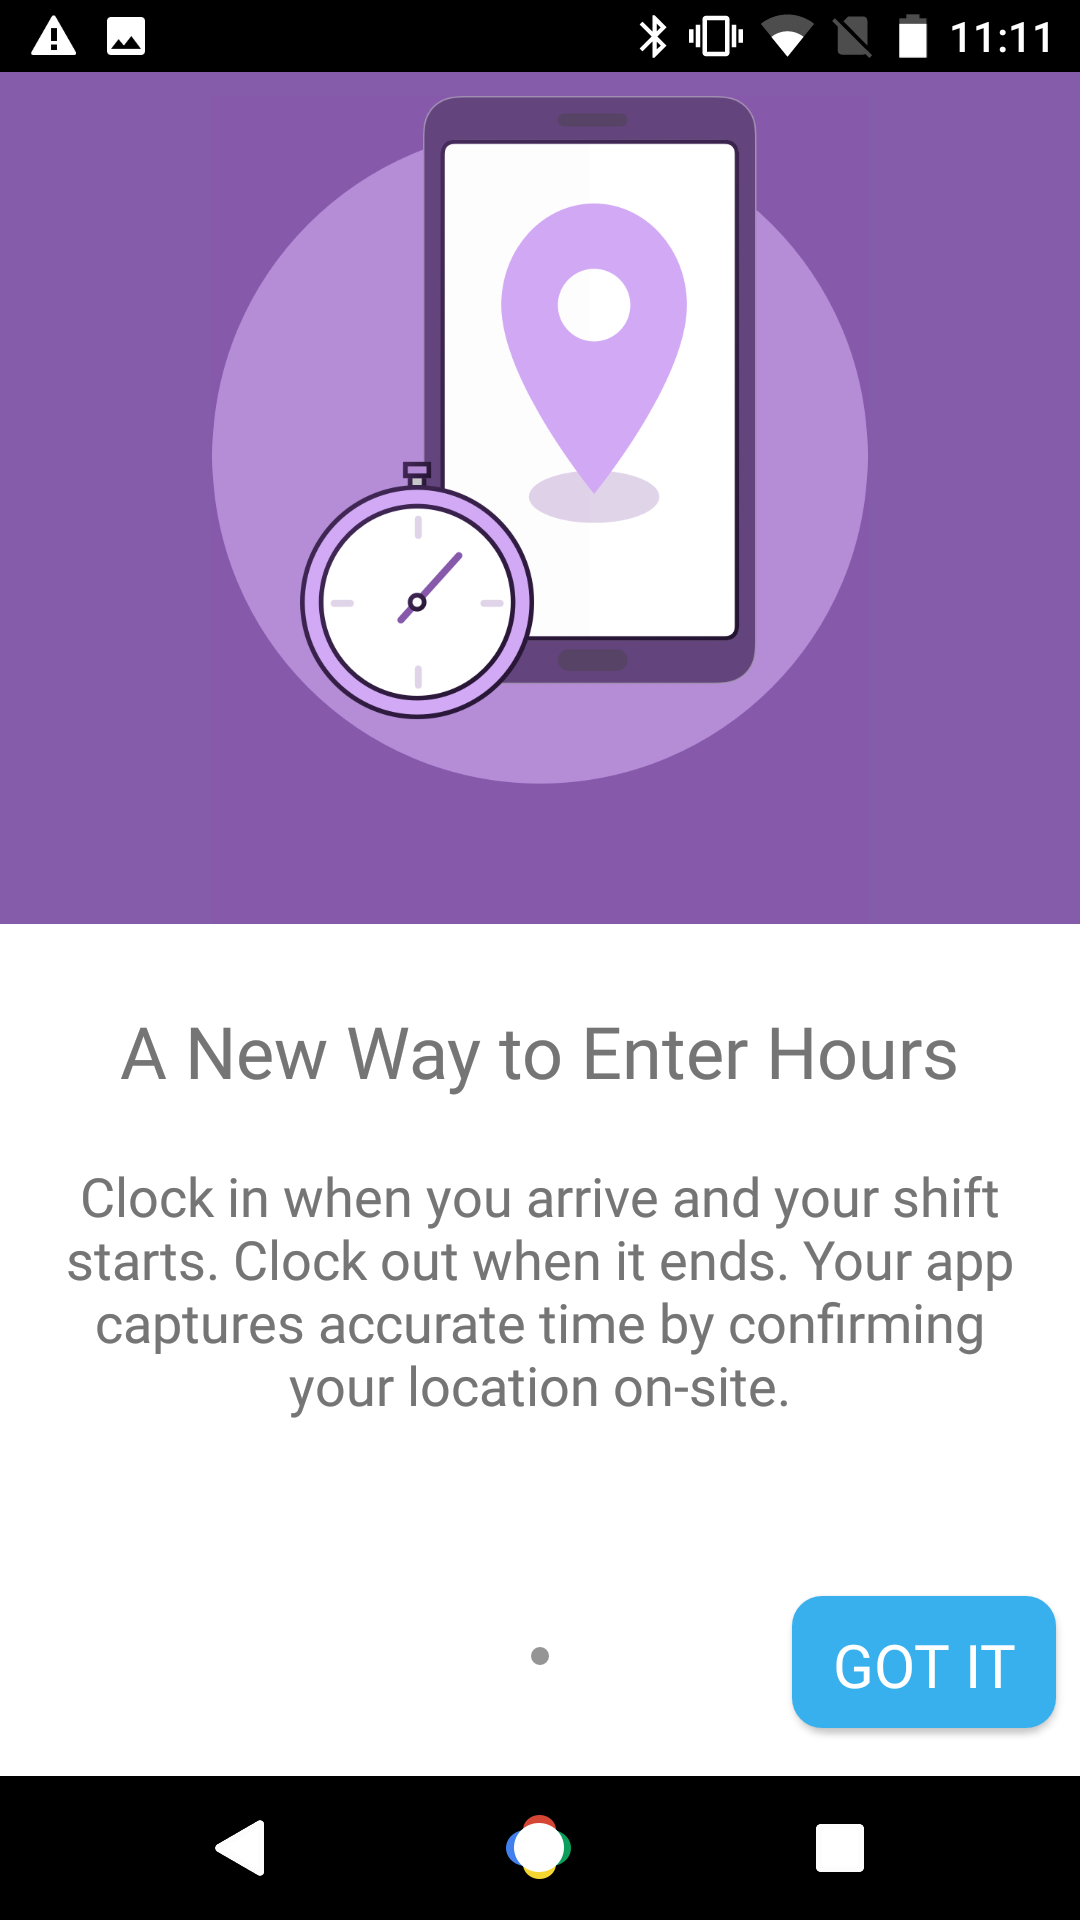 11:11
A New Way to Enter Hours
Clock in when you arrive and your shift
starts. Clock out when it ends. Your app
captures accurate time by confirming
your location on-site.
GOT IT